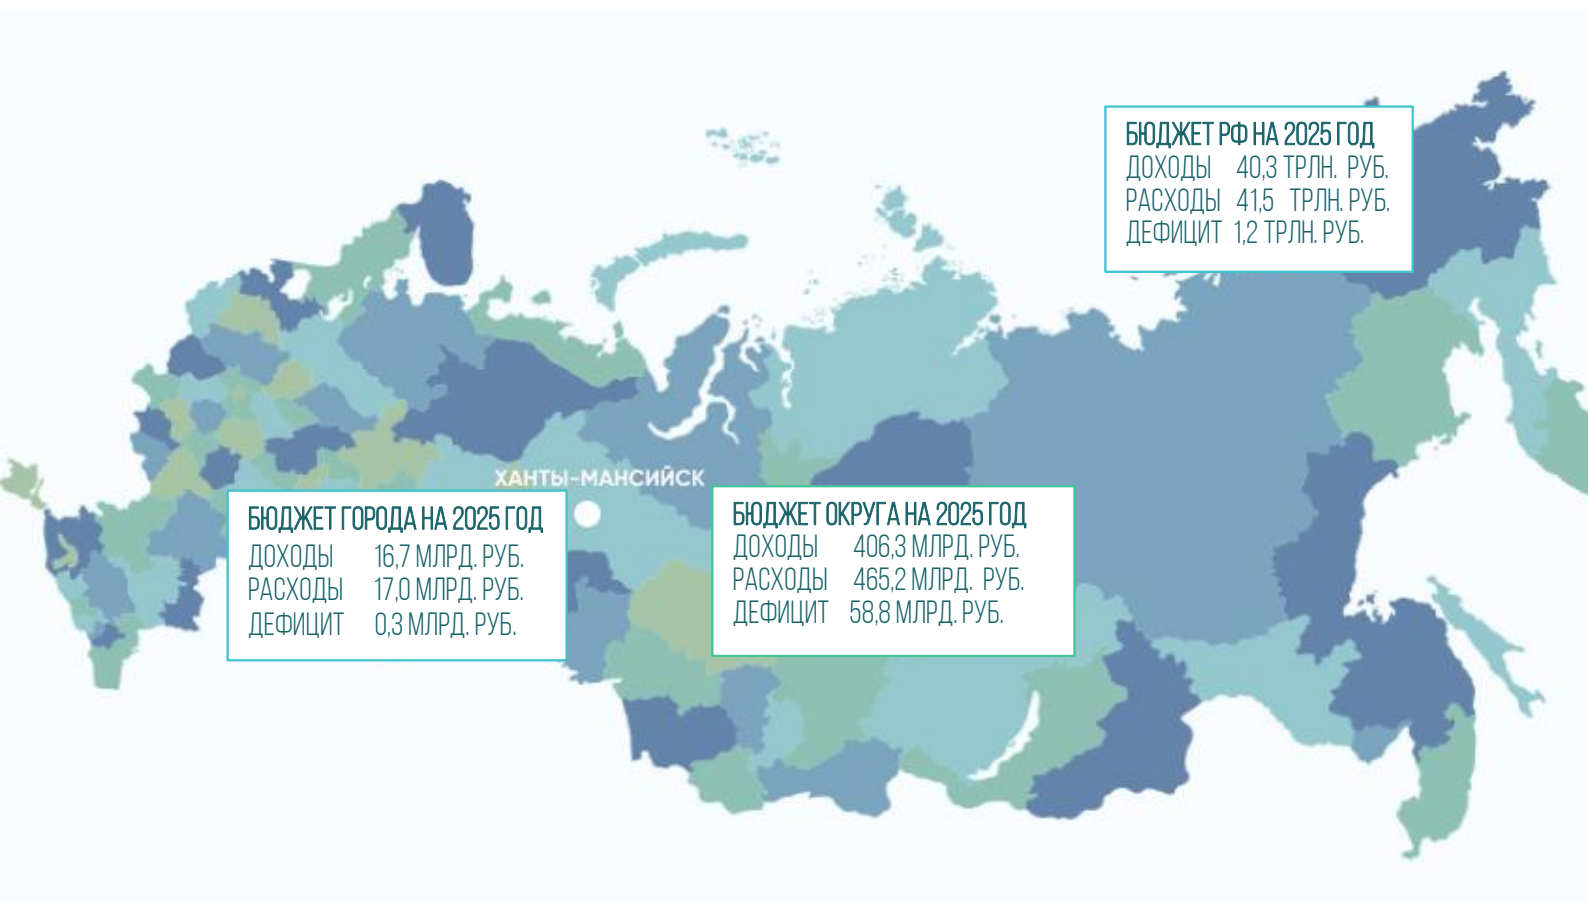 БЮДЖЕТ РФ НА 2025 ГОД
ДОХОДЫ 40,3 ТРЛН. РУБ.
РАСХОДЫ 41,5 ТРЛН. РУБ.
ДЕФИЦИТ 1,2 ТРЛН. РУБ.
ХАНТЫ-МАНСИЙСК
БЮДЖЕТ ГОРОДА НА 2025 ГОД
ДОХОДЫ 16,7 МЛРД. РУБ.
РАСХОДЫ 17,0 МЛРД. РУБ.
ДЕФИЦИТ 0,3 МЛРД. РУБ.
БЮДЖЕТ ОКРУГА НА 2025 ГОД
ДОХОДЫ 406,3 МЛРД. РУБ.
РАСХОДЫ 465,2 МЛРД. РУБ.
ДЕФИЦИТ 58,8 МЛРД. РУБ.